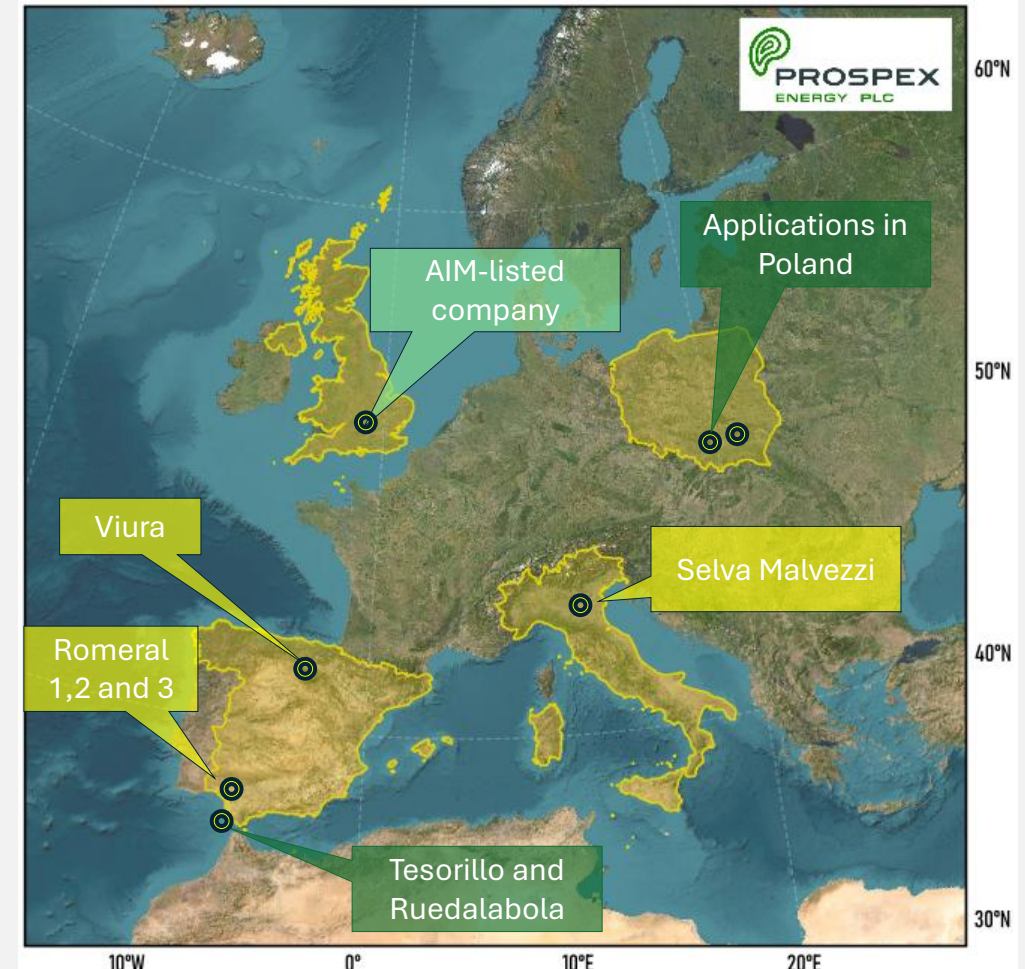 PROSPEX
ENERGY PLC
60°N
Applications in
Poland
AIM-listed
company
50°N
Viura
Selva Malvezzi
Romeral
1,2 and 3
40°N
Tesorillo and
Ruedalabola
30°N
10°W
0°
10°E
20°E